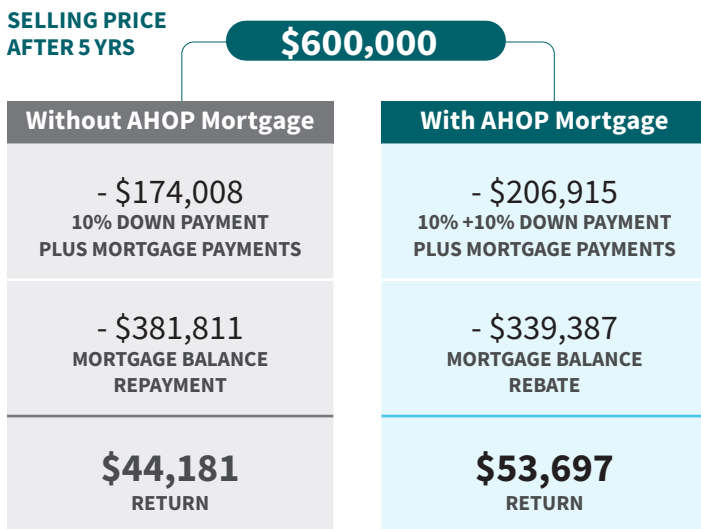 SELLING PRICE
AFTER 5 YRS
$600,000
Without AHOP Mortgage
- $174,008
10% DOWN PAYMENT
PLUS MORTGAGE PAYMENTS
- $381,811
MORTGAGE BALANCE
REPAYMENT
$44,181
RETURN
With AHOP Mortgage
- $206,915
10% +10% DOWN PAYMENT
PLUS MORTGAGE PAYMENTS
- $339,387
MORTGAGE BALANCE
REBATE
$53,697
RETURN